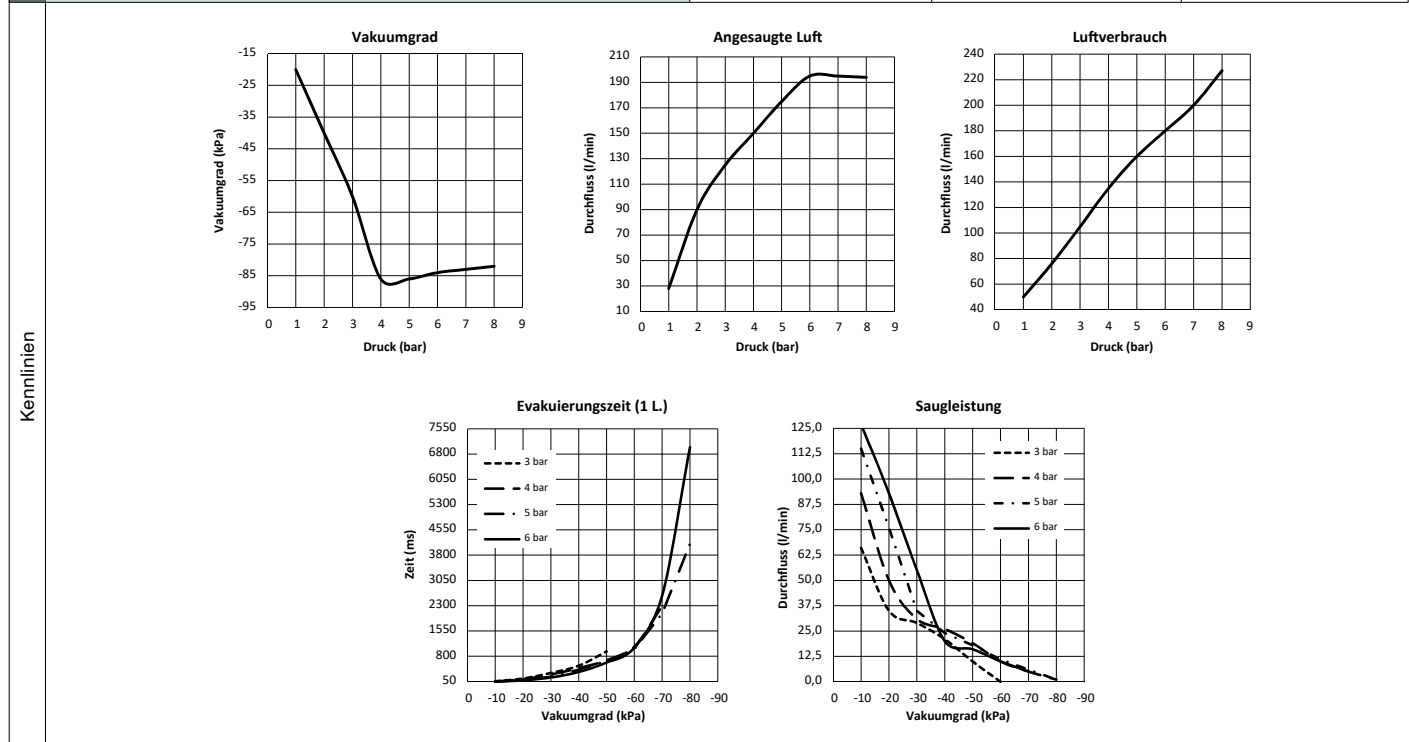 Kennlinien
Vakuumgrad
Vakuumgrad (kPa)
-15
-25
-35
-45
-55
-65
-75
-85
-95
0 1 2 3 4 5 6 7 8 9
Druck (bar)
Angesaugte Luft
Durchfluss (l/min)
210
190
170
150
130
110
90
70
50
30
10
0 1 2 3 4 5 6 7 8 9
Druck (bar)
Luftverbrauch
Durchfluss (l/min)
240
220
200
180
160
140
120
100
80
60
40
0 1 2 3 4 5 6 7 8 9
Druck (bar)
Evakuierungszeit (1 L.)
Zeit (ms)
7550
6800
6050
5300
4550
3800
3050
2300
1550
800
50
3 bar
4 bar
5 bar
6 bar
0 -10 -20 -30 -40 -50 -60 -70 -80 -90
Vakuumgrad (kPa)
Saugleistung
Durchfluss (l/min)
125,0
112,5
100,0
87,5
75,0
62,5
50,0
37,5
25,0
12,5
0,0
3 bar
4 bar
5 bar
6 bar
0 -10 -20 -30 -40 -50 -60 -70 -80 -90
Vakuumgrad (kPa)